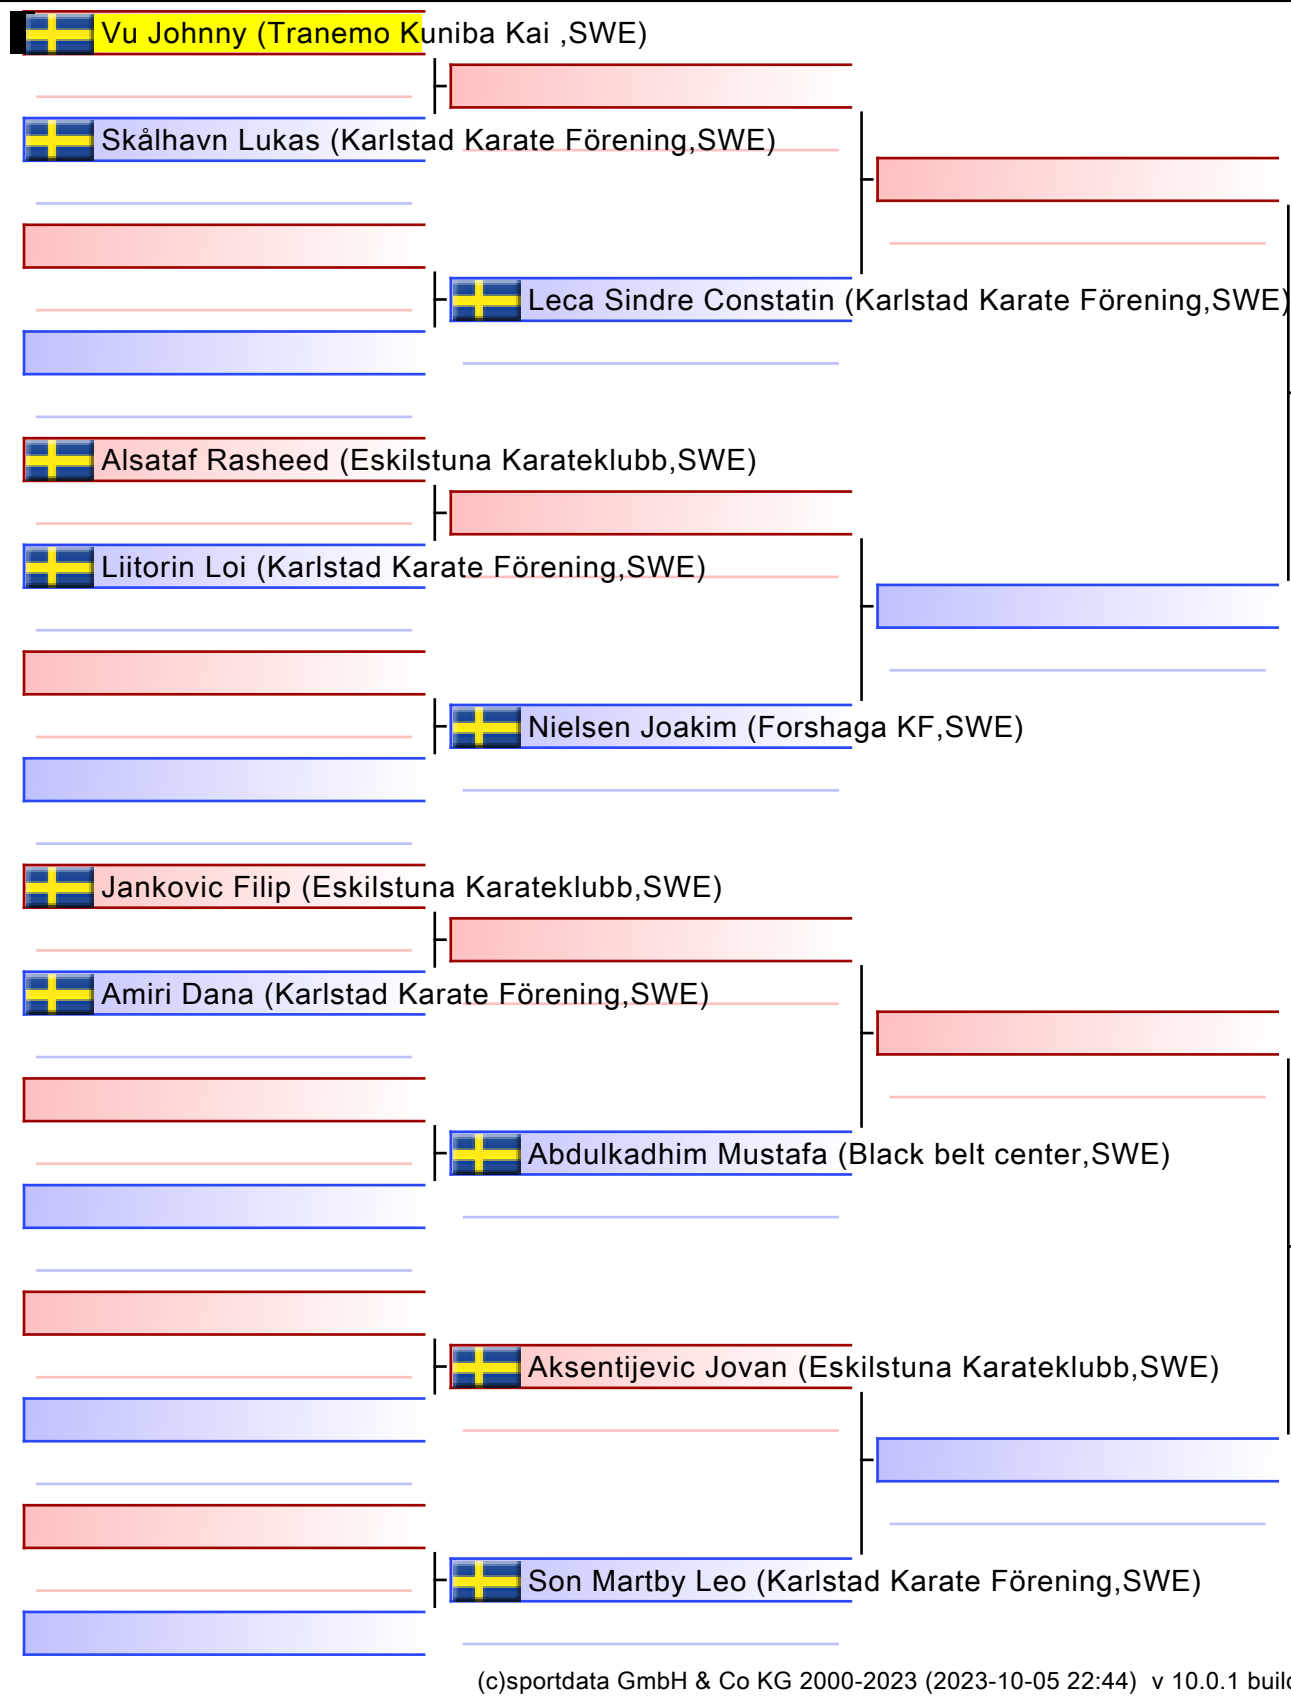 Vu Johnny (Tranemo Kuniba Kai ,SWE)
Skålhavn Lukas (Karlstad Karate Förening,SWE)
Leca Sindre Constatin (Karlstad Karate Förening,SWE)
Alsataf Rasheed (Eskilstuna Karateklubb,SWE)
Liitorin Loi (Karlstad Karate Förening,SWE)
Nielsen Joakim (Forshaga KF,SWE)
Jankovic Filip (Eskilstuna Karateklubb,SWE)
Amiri Dana (Karlstad Karate Förening,SWE)
Abdulkadhim Mustafa (Black belt center,SWE)
Aksentijevic Jovan (Eskilstuna Karateklubb,SWE)
Son Martby Leo (Karlstad Karate Förening,SWE)
(c)sportdata GmbH & Co KG 2000-2023 (2023-10-05 22:44) v 10.0.1 build